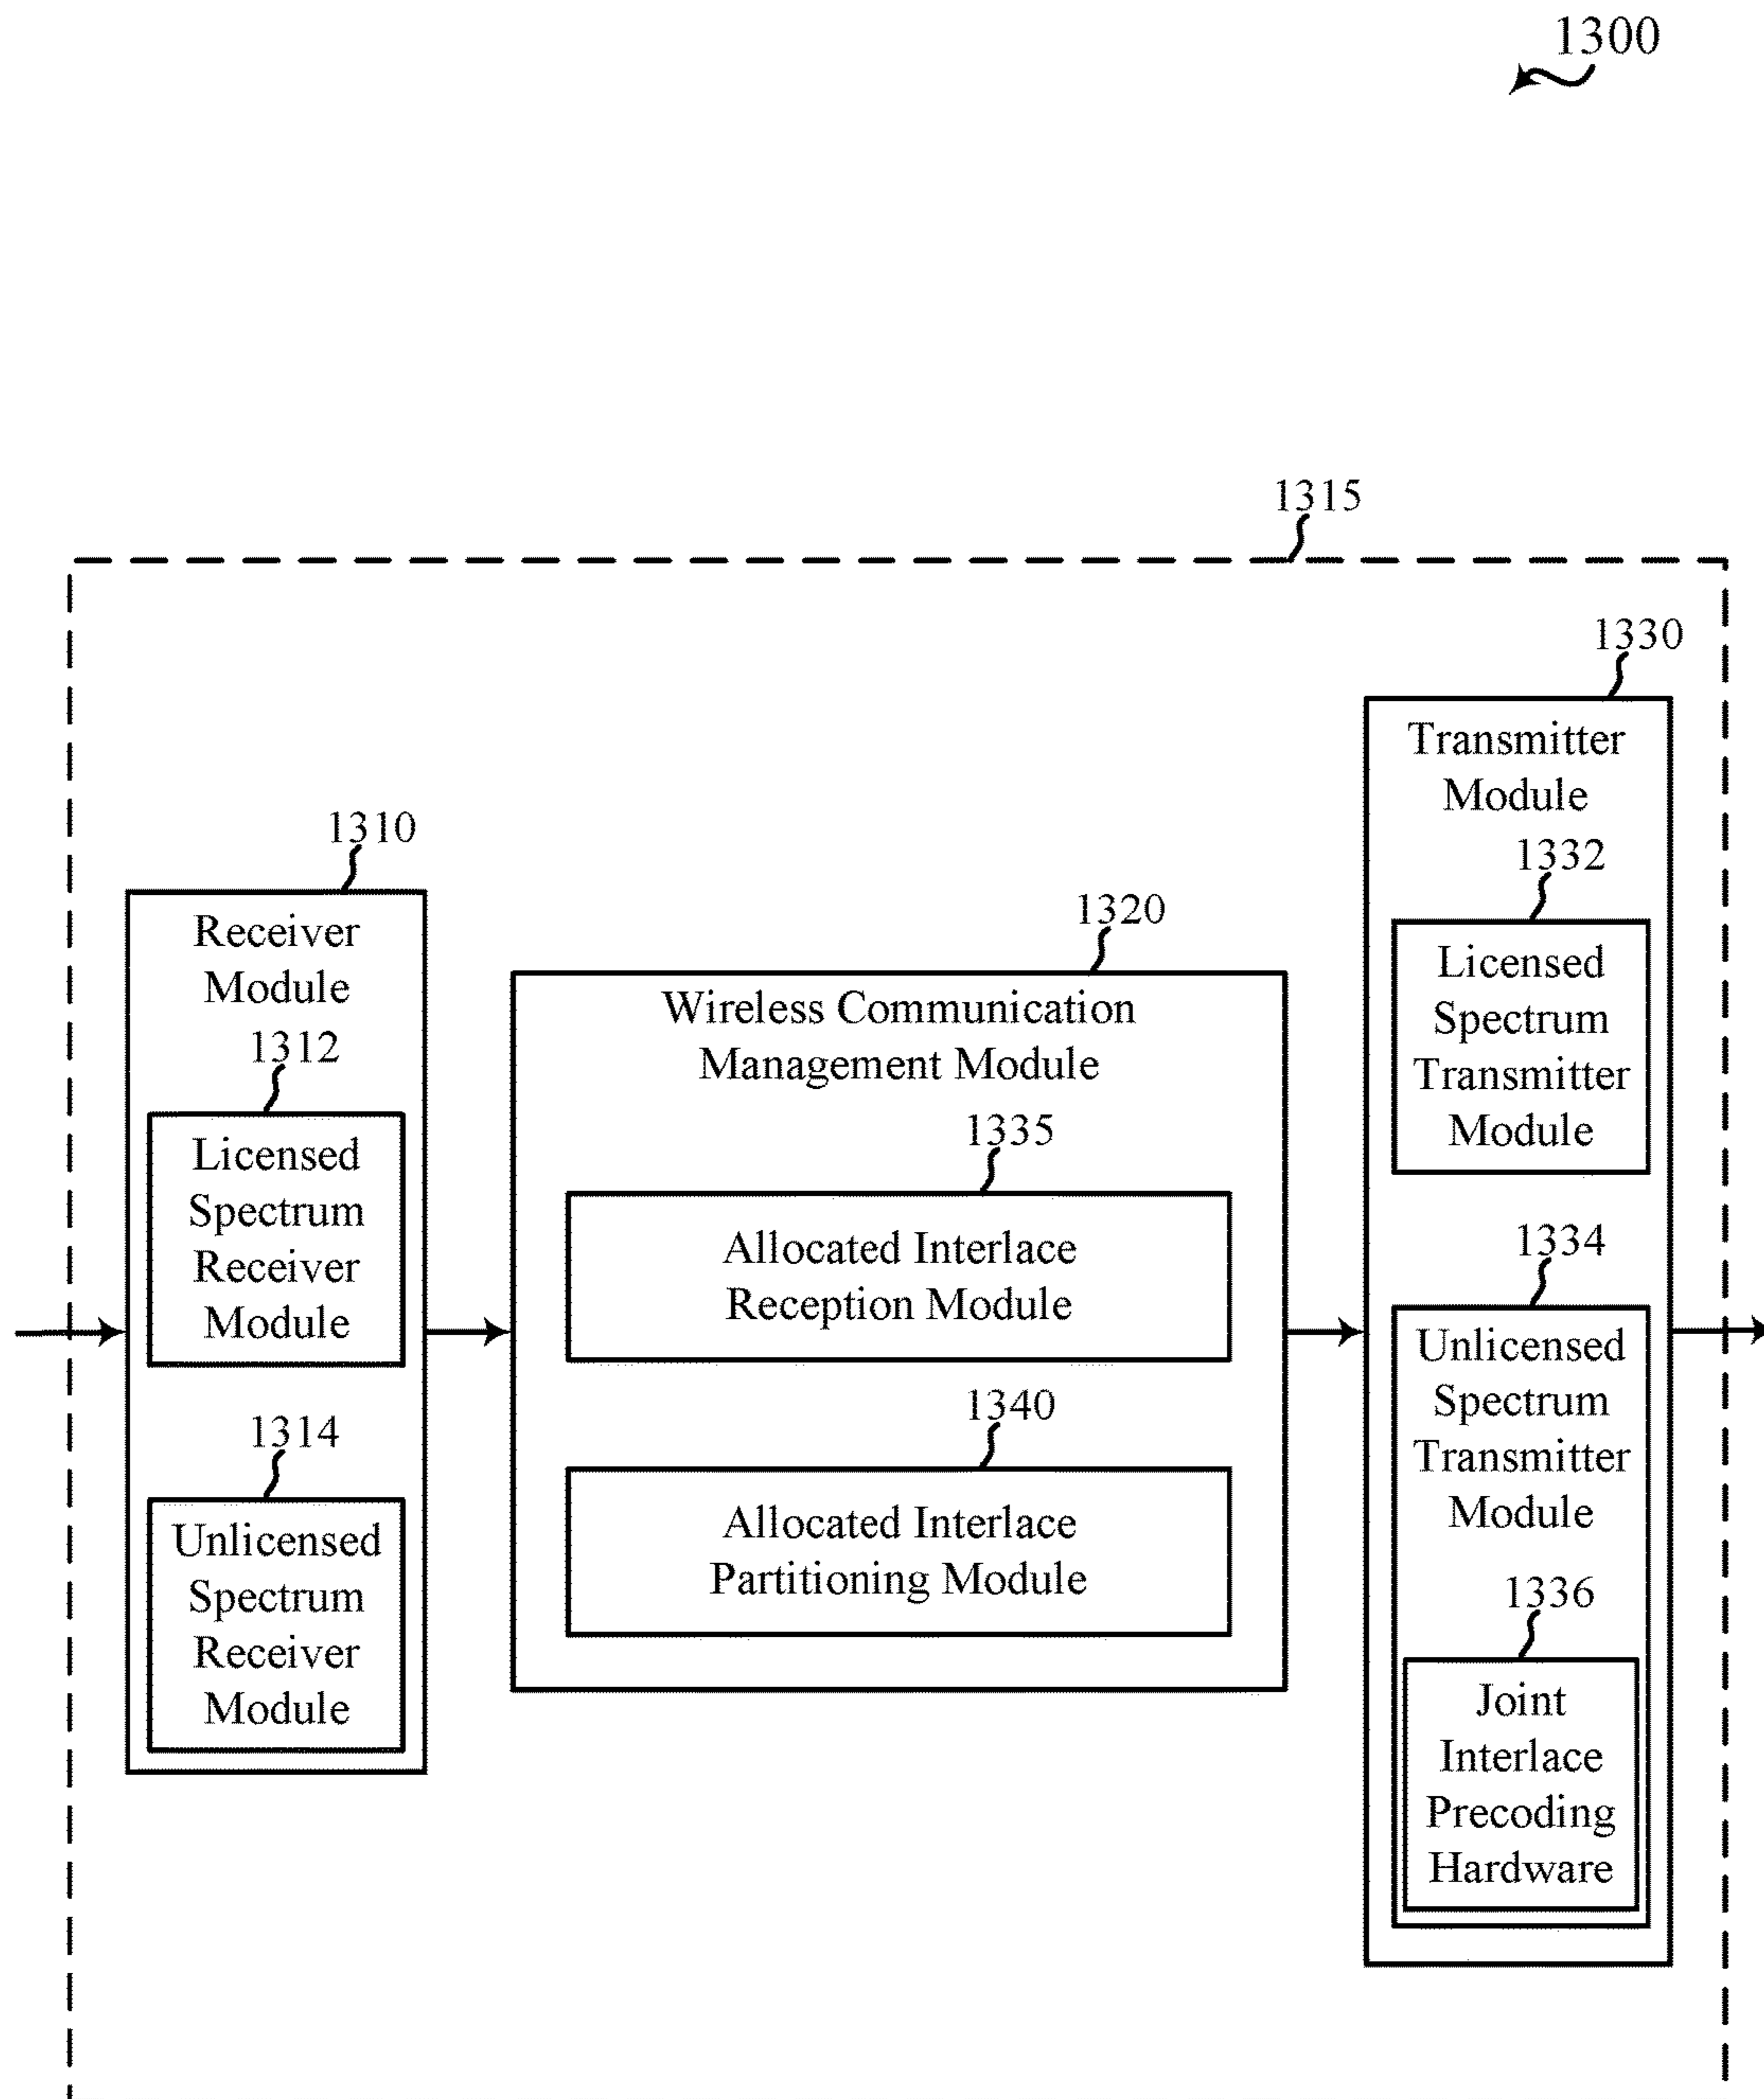 1300
1315
1330
Transmitter
Module
1332
Licensed
Spectrum
Transmitter
Module
1334
Unlicensed
Spectrum
Transmitter
Module
1336
Joint
Interlace
Precoding
Hardware
1310
Receiver
Module
1312
Licensed
Spectrum
Receiver
Module
1314
Unlicensed
Spectrum
Receiver
Module
1320
Wireless Communication
Management Module
1335
Allocated Interlace
Reception Module
1340
Allocated Interlace
Partitioning Module